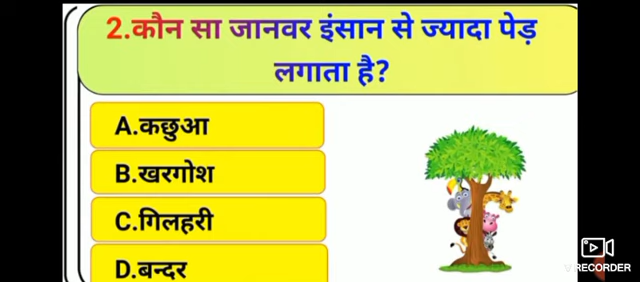 2.कौन सा जानवर इंसान से ज्यादा पेड़
लगाता है?
A.कछुआ
B.खरगोश
C.गिलहरी
D.बन्दर
V RECORDER